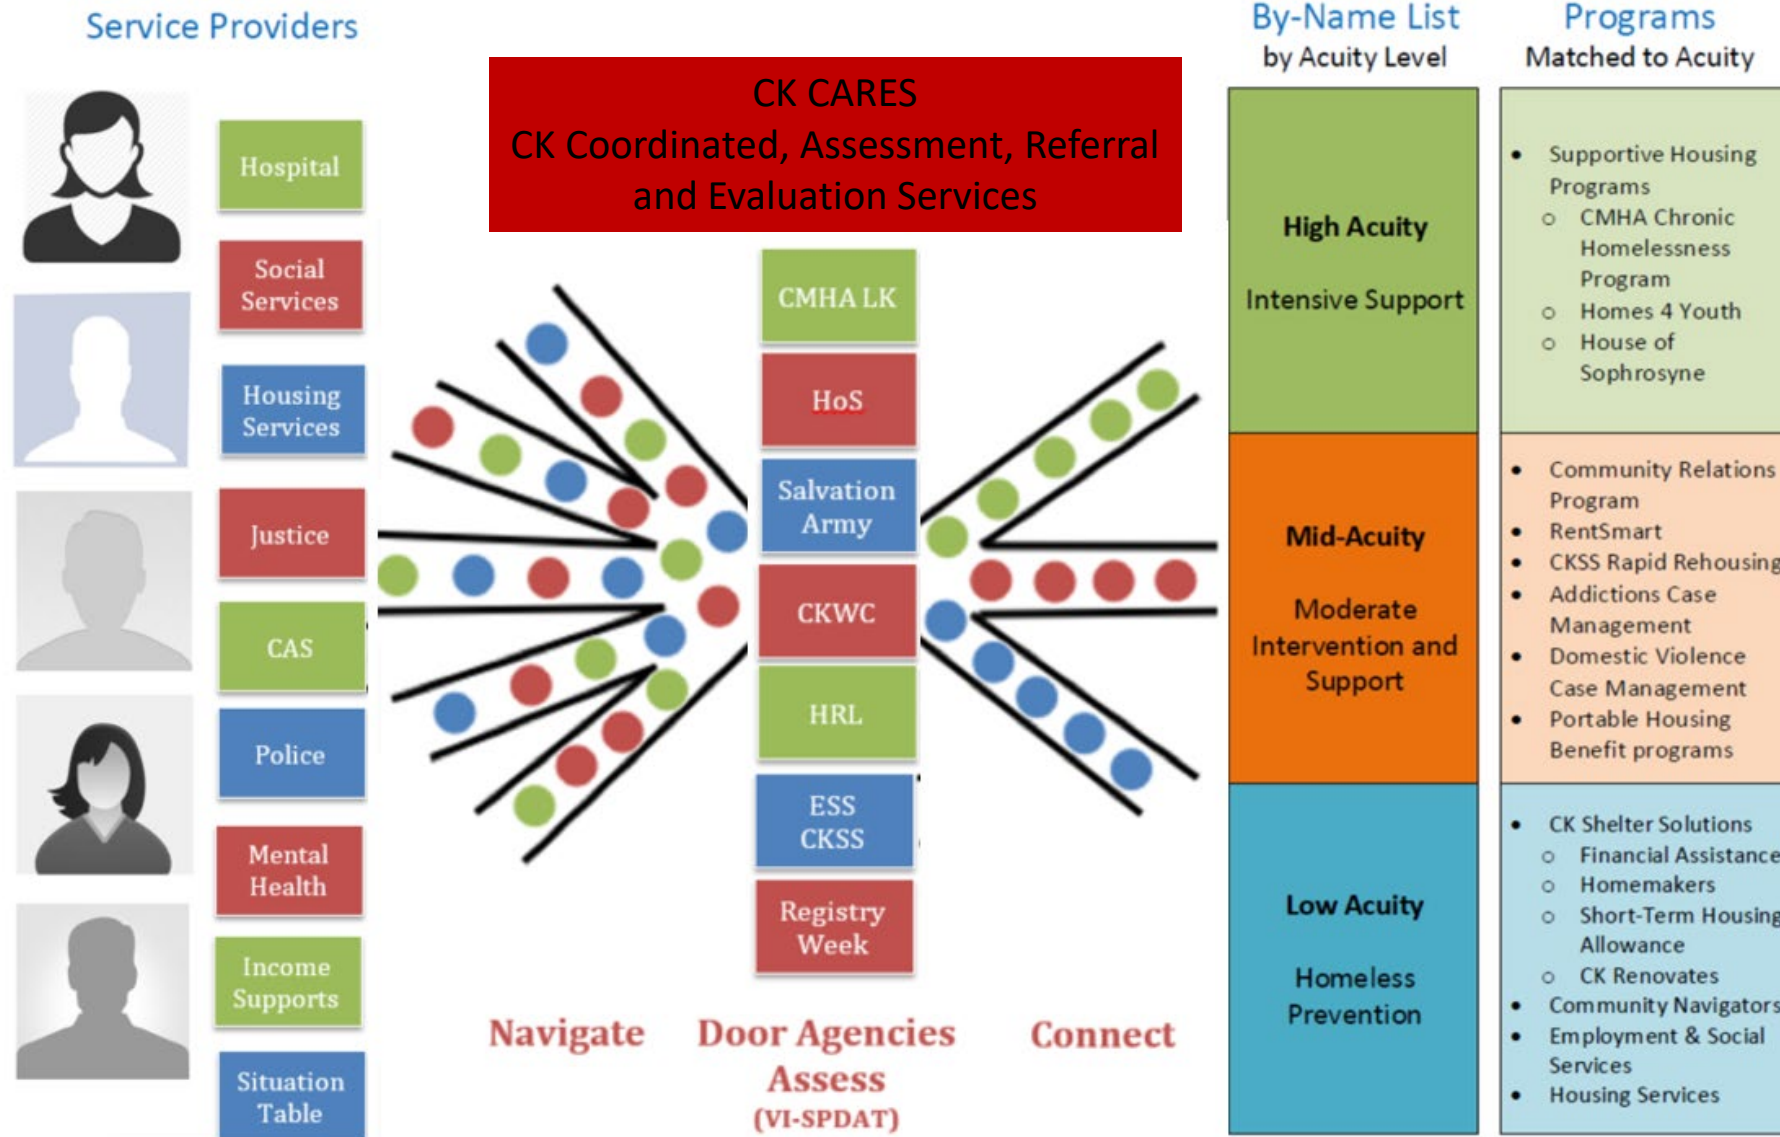 Service Providers
Hospital
Social
Services
Housing
Services
Justice
CAS
Police
Mental
Health
Income
Supports
Situation
Table
CK CARES
CK Coordinated, Assessment, Referral
and Evaluation Services
CMHA LK
HoS
Salvation
Army
CKWC
HRL
ESS
CKSS
Registry
Week
Navigate
Door Agencies
Assess
(VI-SPDAT)
Connect
By-Name List
by Acuity Level
High Acuity
Intensive Support
Mid-Acuity
Moderate
Intervention and
Support
Low Acuity
Homeless
Prevention
Programs
Matched to Acuity
• Supportive Housing
Programs
o CMHA Chronic
Homelessness
Program
o Homes 4 Youth
o House of
Sophrosyne
• Community Relations
Program
• RentSmart
• CKSS Rapid Rehousing
• Addictions Case
Management
• Domestic Violence
Case Management
• Portable Housing
Benefit programs
• CK Shelter Solutions
o Financial Assistance
o Homemakers
o Short-Term Housing
Allowance
o CK Renovates
• Community Navigators
• Employment & Social
Services
• Housing Services